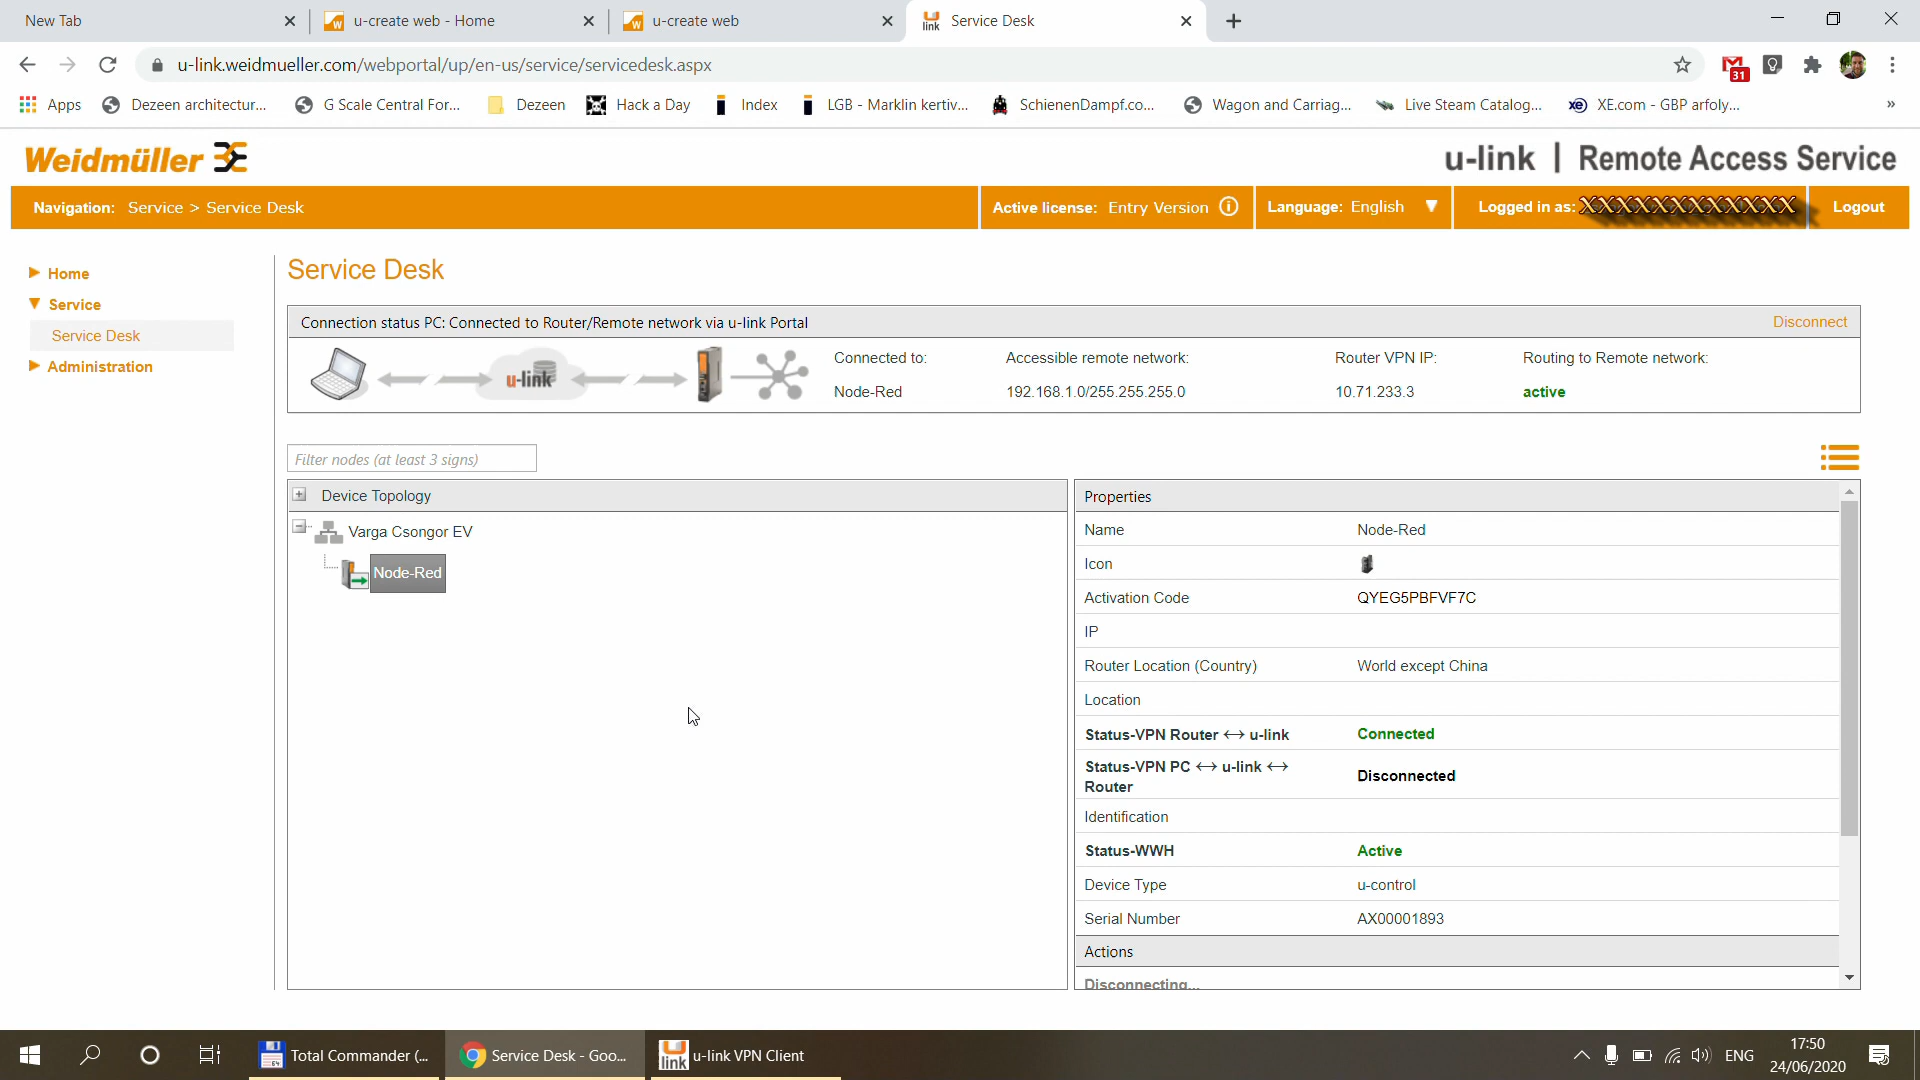 New Tab
u-create web - Home
u-create web
Service Desk
u-link.weidmueller.com/webportal/up/en-us/service/servicedesk.aspx
31
Apps
Dezeen architectur...
G Scale Central For...
Dezeen
Hack a Day
Index
LGB - Marklin kertiv...
SchienenDampf.co...
Wagon and Carriag...
Live Steam Catalog...
XE.com - GBP arfoly...
»
Weidmüller
u-link | Remote Access Service
Navigation: Service > Service Desk
Active license: Entry Version
Language: English
Logged in as: XXXXXXXXXXXXX
Logout
Home
Service
Service Desk
Administration
Service Desk
Connection status PC: Connected to Router/Remote network via u-link Portal
Disconnect
u-link
Connected to:
Accessible remote network:
Router VPN IP:
Routing to Remote network:
Node-Red
192.168.1.0/255.255.255.0
10.71.233.3
active
Filter nodes (at least 3 signs)
Device Topology
Varga Csongor EV
Node-Red
Properties
Name
Node-Red
Icon
Activation Code
QYEG5PBFVF7C
IP
Router Location (Country)
World except China
Location
Status-VPN Router ↔ u-link
Connected
Status-VPN PC ↔ u-link ↔
Router
Disconnected
Identification
Status-WWH
Active
Device Type
u-control
Serial Number
AX00001893
Actions
Disconnecting...
Total Commander (...
Service Desk - Goo...
u-link VPN Client
ENG
17:50
24/06/2020